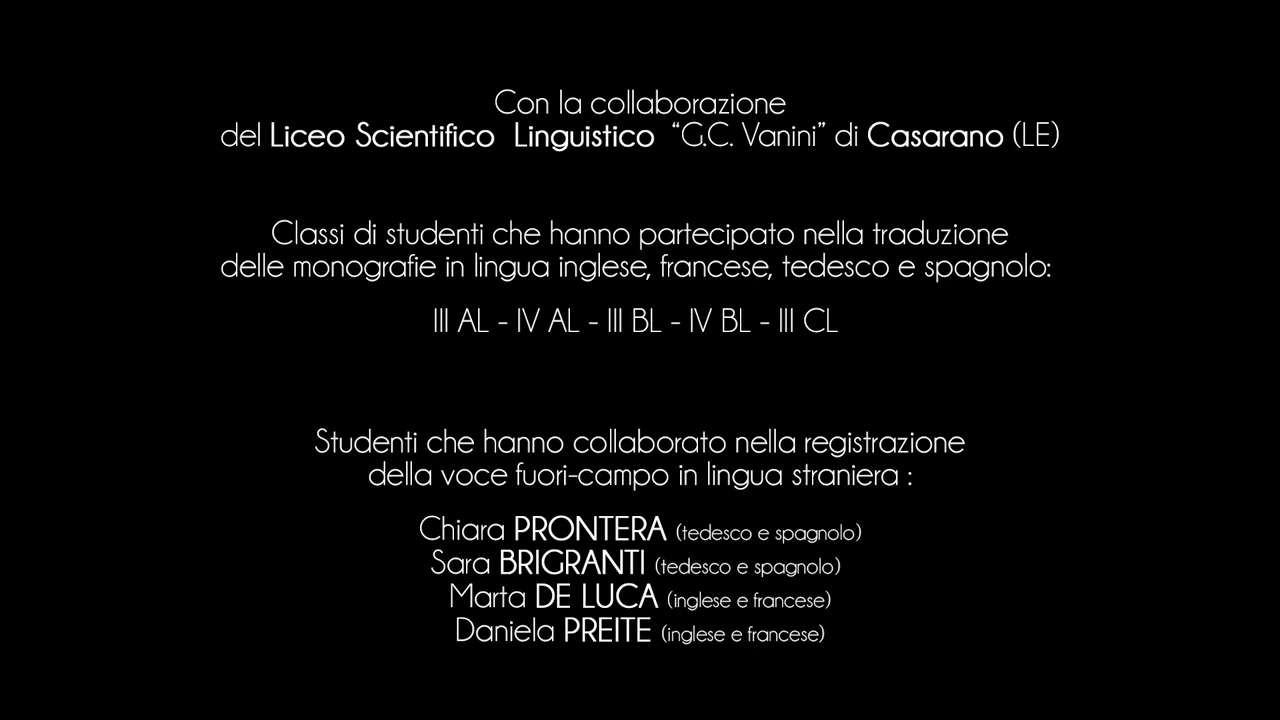 Con la collaborazione
del Liceo Scientifico Linguistico “G.C. Vanini” di Casarano (LE)
Classi di studenti che hanno partecipato nella traduzione
delle monografie in lingua inglese, francese, tedesco e spagnolo:
III AL - IV AL - III BL - IV BL - III CL
Studenti che hanno collaborato nella registrazione
della voce fuori-campo in lingua straniera :
Chiara PRONTERA (tedesco e spagnolo)
Sara BRIGRANTI (tedesco e spagnolo)
Marta DE LUCA (inglese e francese)
Daniela PREITE (inglese e francese)